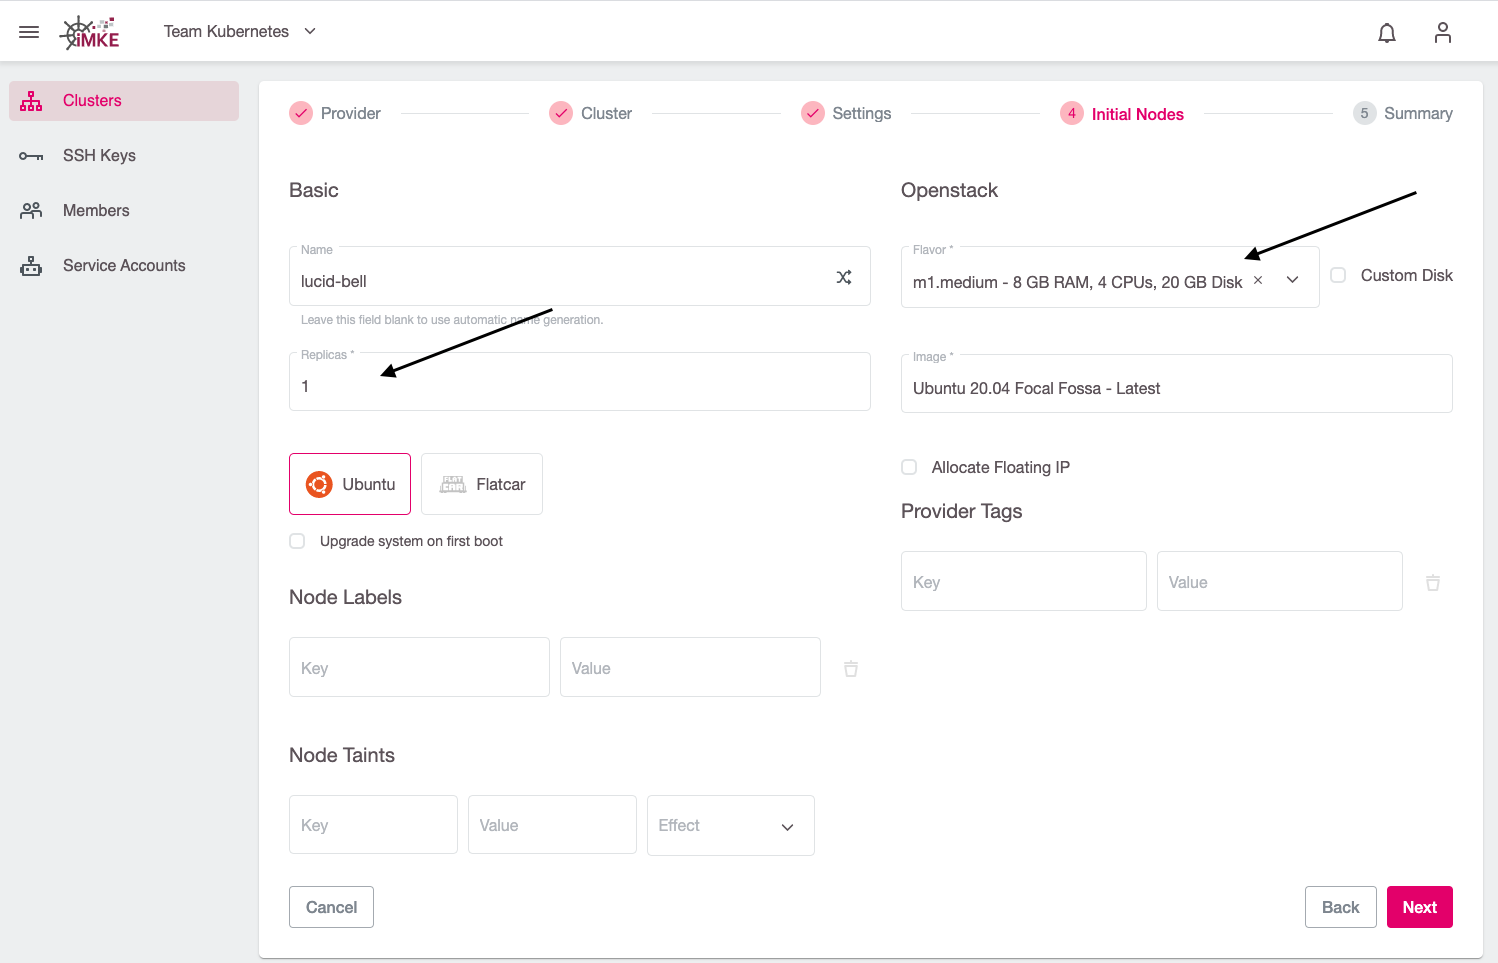 iMKE
Team Kubernetes
Clusters
SSH Keys
Members
Service Accounts
Provider
Cluster
Settings
4 Initial Nodes
5 Summary
Basic
Name
lucid-bell
Leave this field blank to use automatic name generation.
Replicas *
1
Ubuntu
FLAT CAR
Flatcar
Upgrade system on first boot
Node Labels
Key
Value
Node Taints
Key
Value
Effect
Openstack
Flavor *
m1.medium - 8 GB RAM, 4 CPUs, 20 GB Disk
Custom Disk
Image *
Ubuntu 20.04 Focal Fossa - Latest
Allocate Floating IP
Provider Tags
Key
Value
Cancel
Back
Next